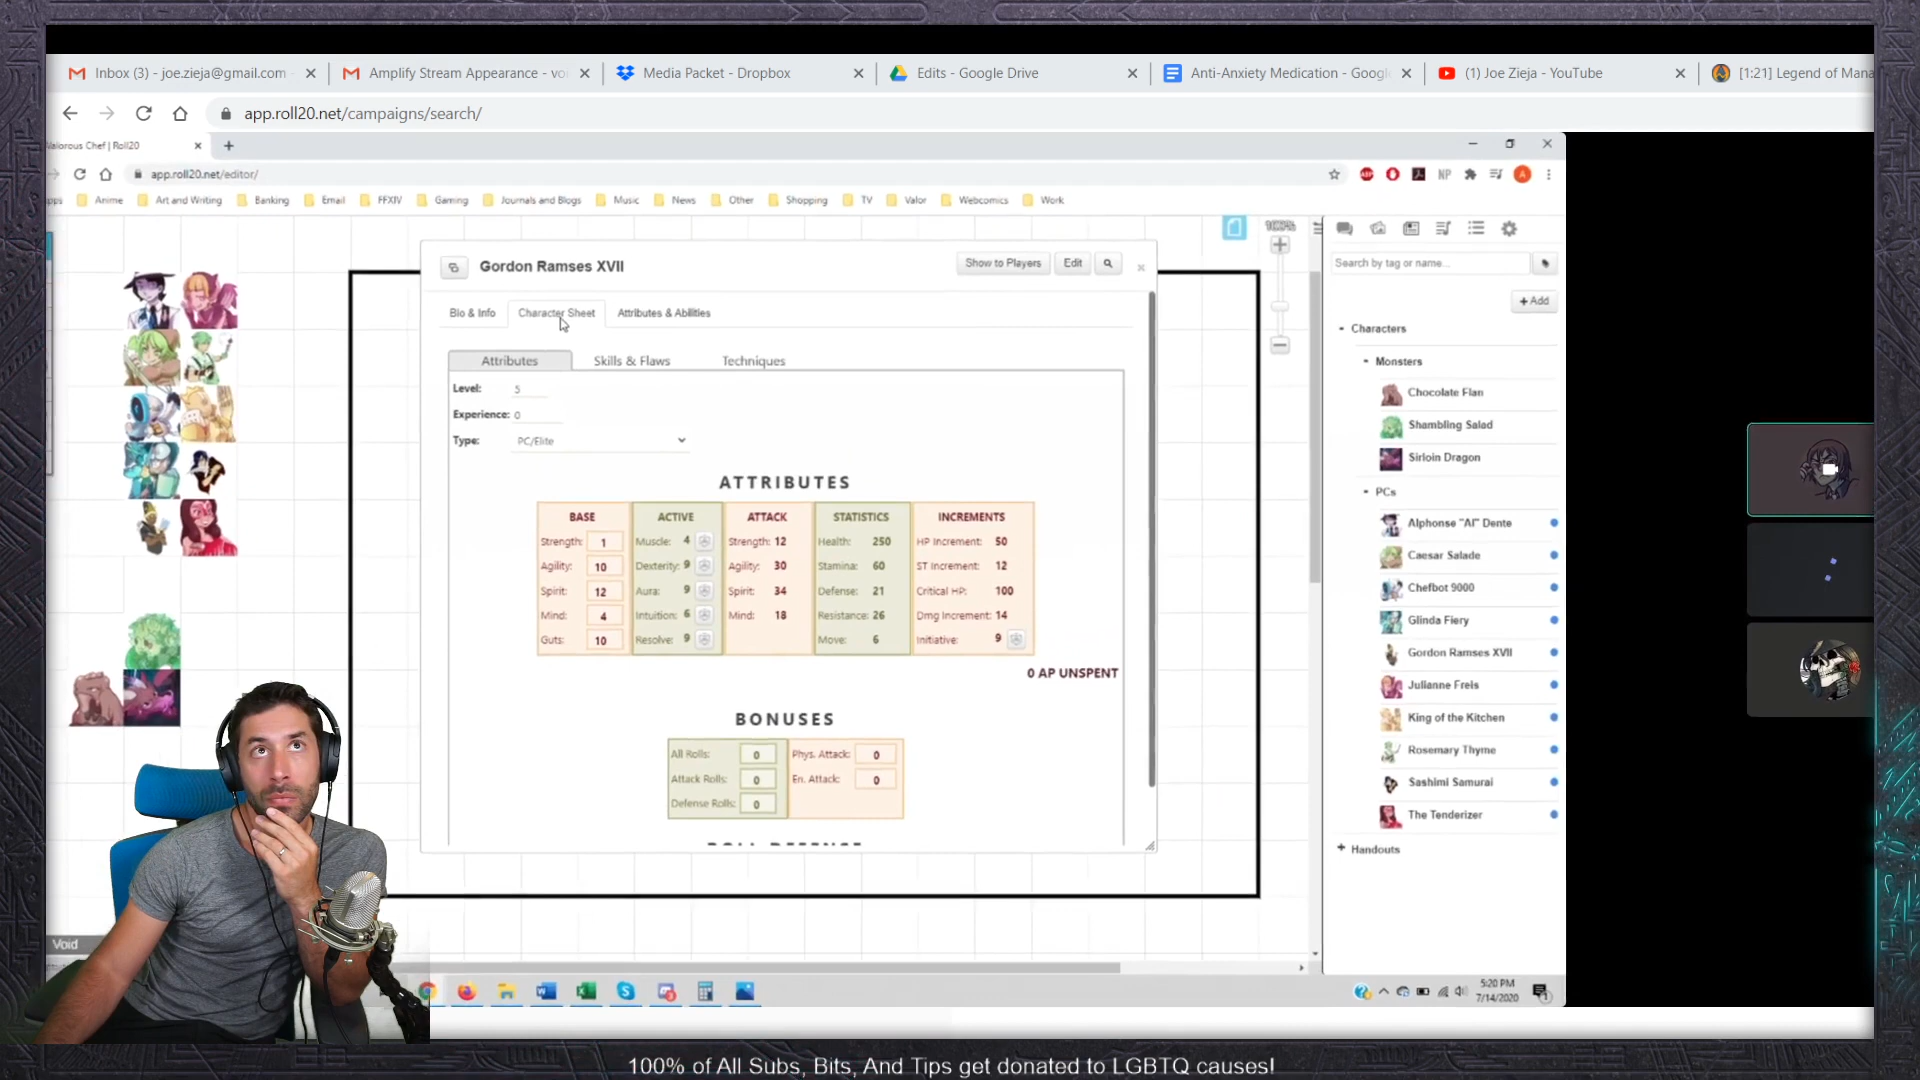 Inbox (3) - joe.zieja@gmail.com
Amplify Stream Appearance - vo
Media Packet - Dropbox
Edits - Google Drive
Anti-Anxiety Medication - Googl
(1) Joe Zieja - YouTube
[1:21] Legend of Mana
app.roll20.net/campaigns/search/
Valorous Chef | Roll20
app.roll20.net/editor/
Anime
Art and Writing
Banking
Email
FFXIV
Gaming
Journals and Blogs
Music
News
Other
Shopping
TV
Valor
Webcomics
Work
Gordon Ramses XVII
Show to Players
Edit
Bio & Info
Character Sheet
Attributes & Abilities
Attributes
Skills & Flaws
Techniques
Level: 5
Experience: 0
Type: PC/Elite
ATTRIBUTES
BASE ACTIVE ATTACK STATISTICS INCREMENTS
Strength: 1 Muscle: 4 Strength: 12 Health: 250 HP Increment: 50
Agility: 10 Dexterity: 9 Agility: 30 Stamina: 60 ST Increment: 12
Spirit: 12 Aura: 9 Spirit: 34 Defense: 21 Critical HP: 100
Mind: 4 Intuition: 6 Mind: 18 Resistance: 26 Dmg Increment: 14
Guts: 10 Resolve: 9 Move: 6 Initiative: 9
0 AP UNSPENT
BONUSES
All Rolls: 0 Phys. Attack: 0
Attack Rolls: 0 En. Attack: 0
Defense Rolls: 0
Search by tag or name...
+ Add
Characters
Monsters
Chocolate Flan
Shambling Salad
Sirloin Dragon
PCs
Alphonse "Al" Dente
Caesar Salade
Chefbot 9000
Glinda Fiery
Gordon Ramses XVII
Julianne Freis
King of the Kitchen
Rosemary Thyme
Sashimi Samurai
The Tenderizer
Handouts
Void
5:20 PM
7/14/2020
100% of All Subs, Bits, And Tips get donated to LGBTQ causes!